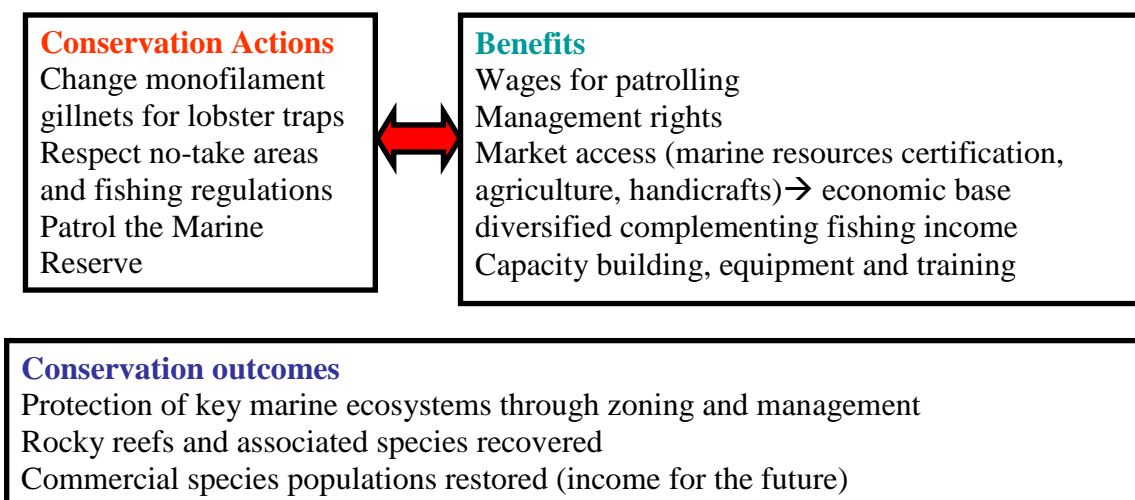 Conservation Actions
Change monofilament
gillnets for lobster traps
Respect no-take areas
and fishing regulations
Patrol the Marine
Reserve
Benefits
Wages for patrolling
Management rights
Market access (marine resources certification,
agriculture, handicrafts)→ economic base
diversified complementing fishing income
Capacity building, equipment and training
Conservation outcomes
Protection of key marine ecosystems through zoning and management
Rocky reefs and associated species recovered
Commercial species populations restored (income for the future)